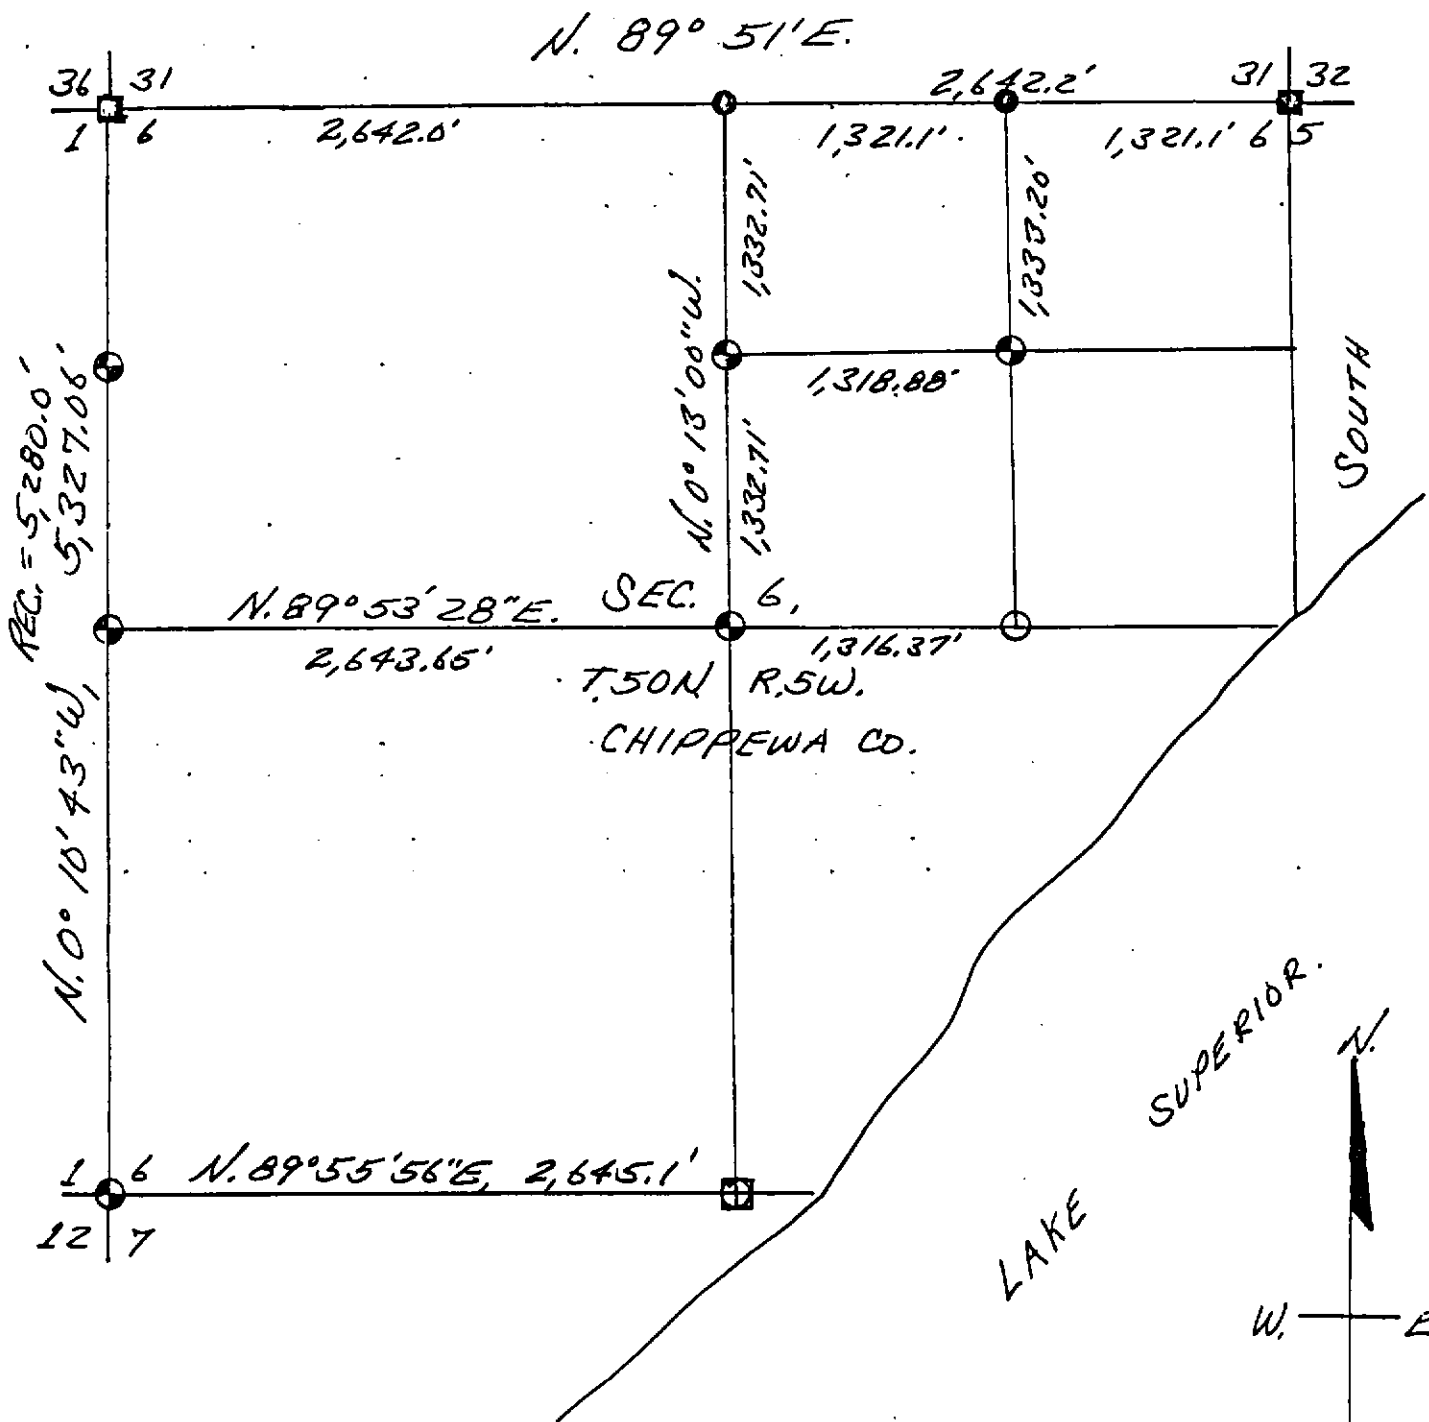 N. 89° 51' E.
36 31
2,642.2'
31 32
1 6
2,642.0'
1,321.1'
1,321.1'
6 5
1,332.71'
1,333.20'
N. 0° 13' 00" W.
1,318.88'
SOUTH
REC. = 5,280.0'
5,327.06'
1,332.71'
N. 89° 53' 28" E.
SEC. 6,
2,643.65'
1,316.37'
T.50N R.5W.
CHIPPEWA CO.
N. 0° 10' 43" W,
SUPERIOR.
N.
1 6
N. 89° 55' 56" E, 2,645.1'
12 7
LAKE
W. E